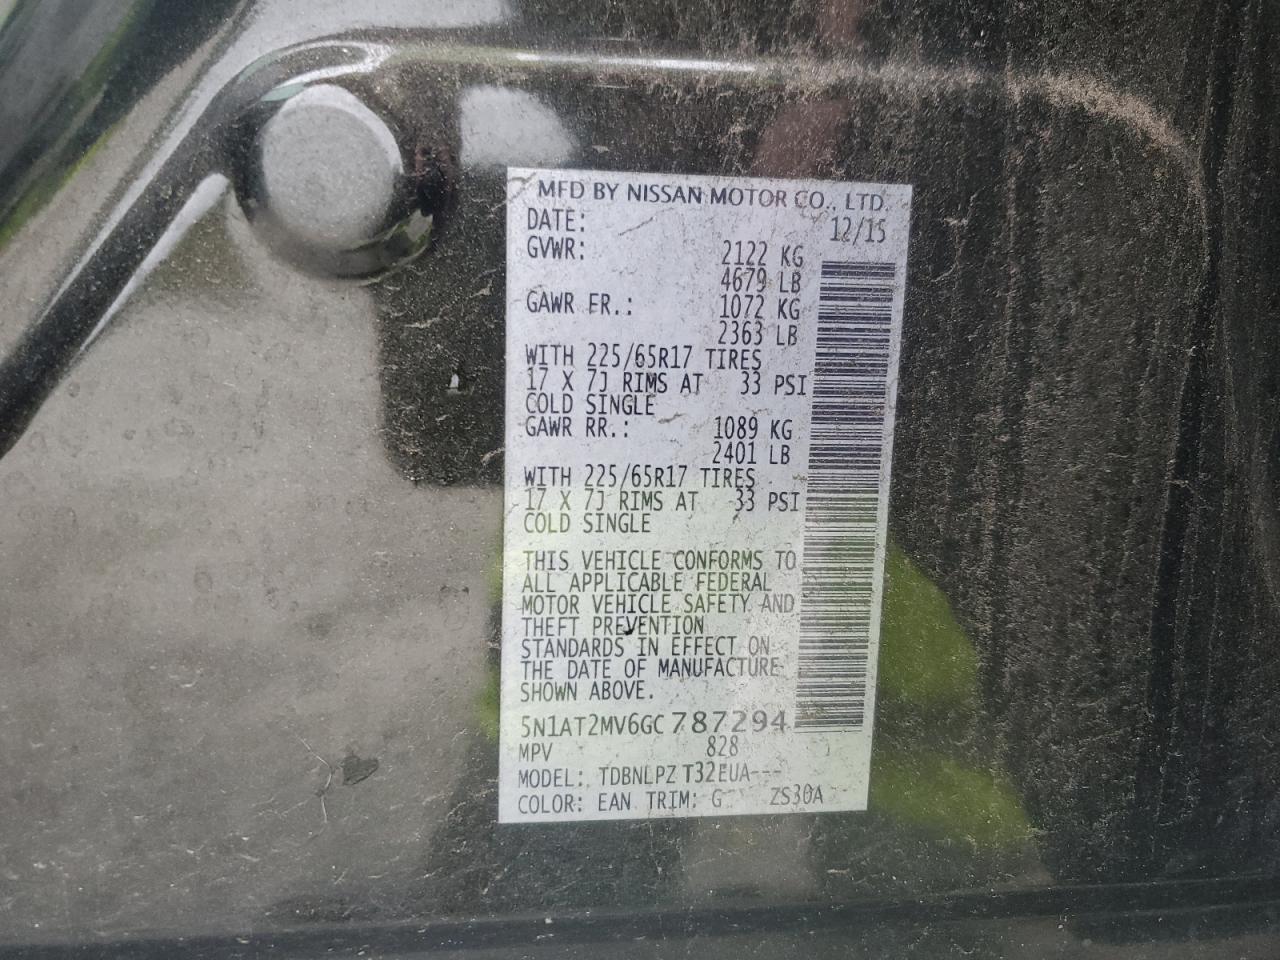 MFD BY NISSAN MOTOR CO., LTD.
DATE: 12/15
GVWR: 2122 KG
4679 LB
GAWR FR.: 1072 KG
2363 LB
WITH 225/65R17 TIRES
17 X 7J RIMS AT 33 PSI
COLD SINGLE
GAWR RR.: 1089 KG
2401 LB
WITH 225/65R17 TIRES
17 X 7J RIMS AT 33 PSI
COLD SINGLE
THIS VEHICLE CONFORMS TO
ALL APPLICABLE FEDERAL
MOTOR VEHICLE SAFETY AND
THEFT PREVENTION
STANDARDS IN EFFECT ON
THE DATE OF MANUFACTURE
SHOWN ABOVE.
5N1AT2MV6GC787294
MPV 828
MODEL: TDBNLPZ T32EUA---
COLOR: EAN TRIM: G ZS30A